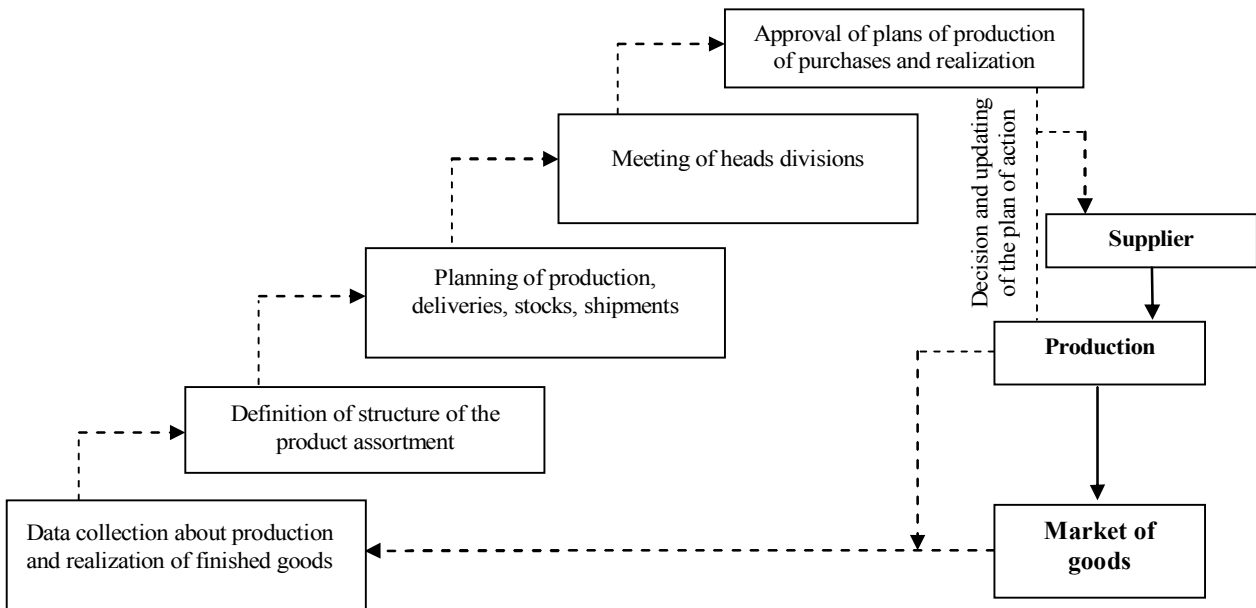 Approval of plans of production
of purchases and realization
Meeting of heads divisions
Decision and updating
of the plan of action
Supplier
Planning of production,
deliveries, stocks, shipments
Production
Definition of structure of the
product assortment
Data collection about production
and realization of finished goods
Market of
goods